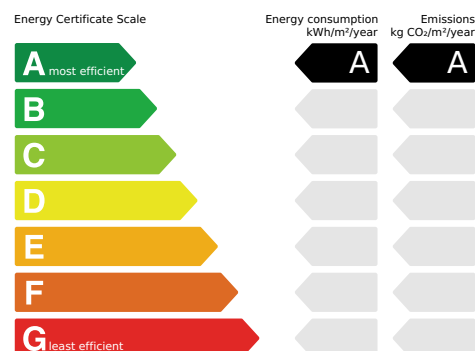 Energy Certificate Scale
Energy consumption
kWh/m²/year
Emissions
kg CO₂/m²/year
A most efficient
A
A
B
C
D
E
F
G least efficient